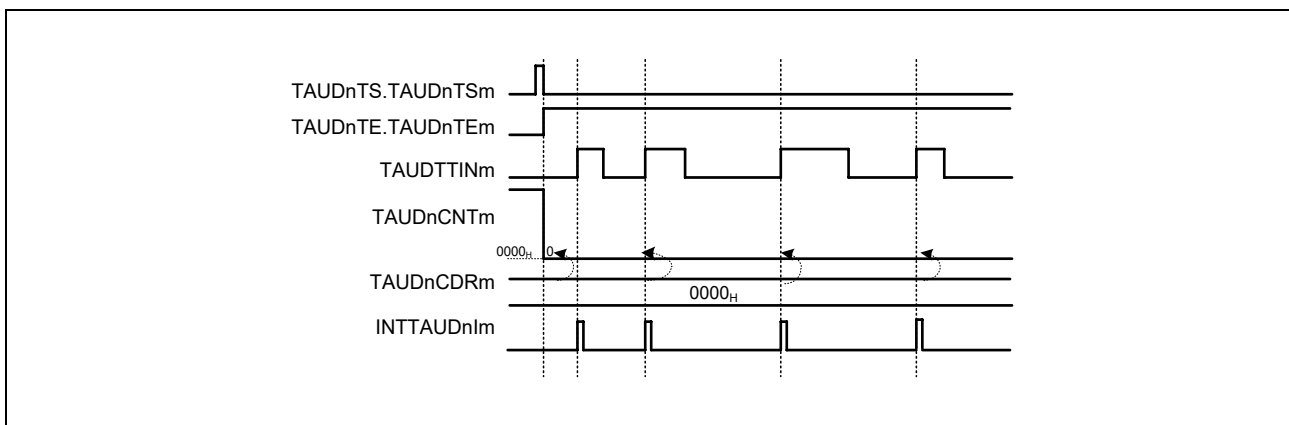 TAUDnTS.TAUDnTSm
TAUDnTE.TAUDnTEm
TAUDTTINm
TAUDnCNTm
0000H 0
TAUDnCDRm
0000H
INTTAUDnIm